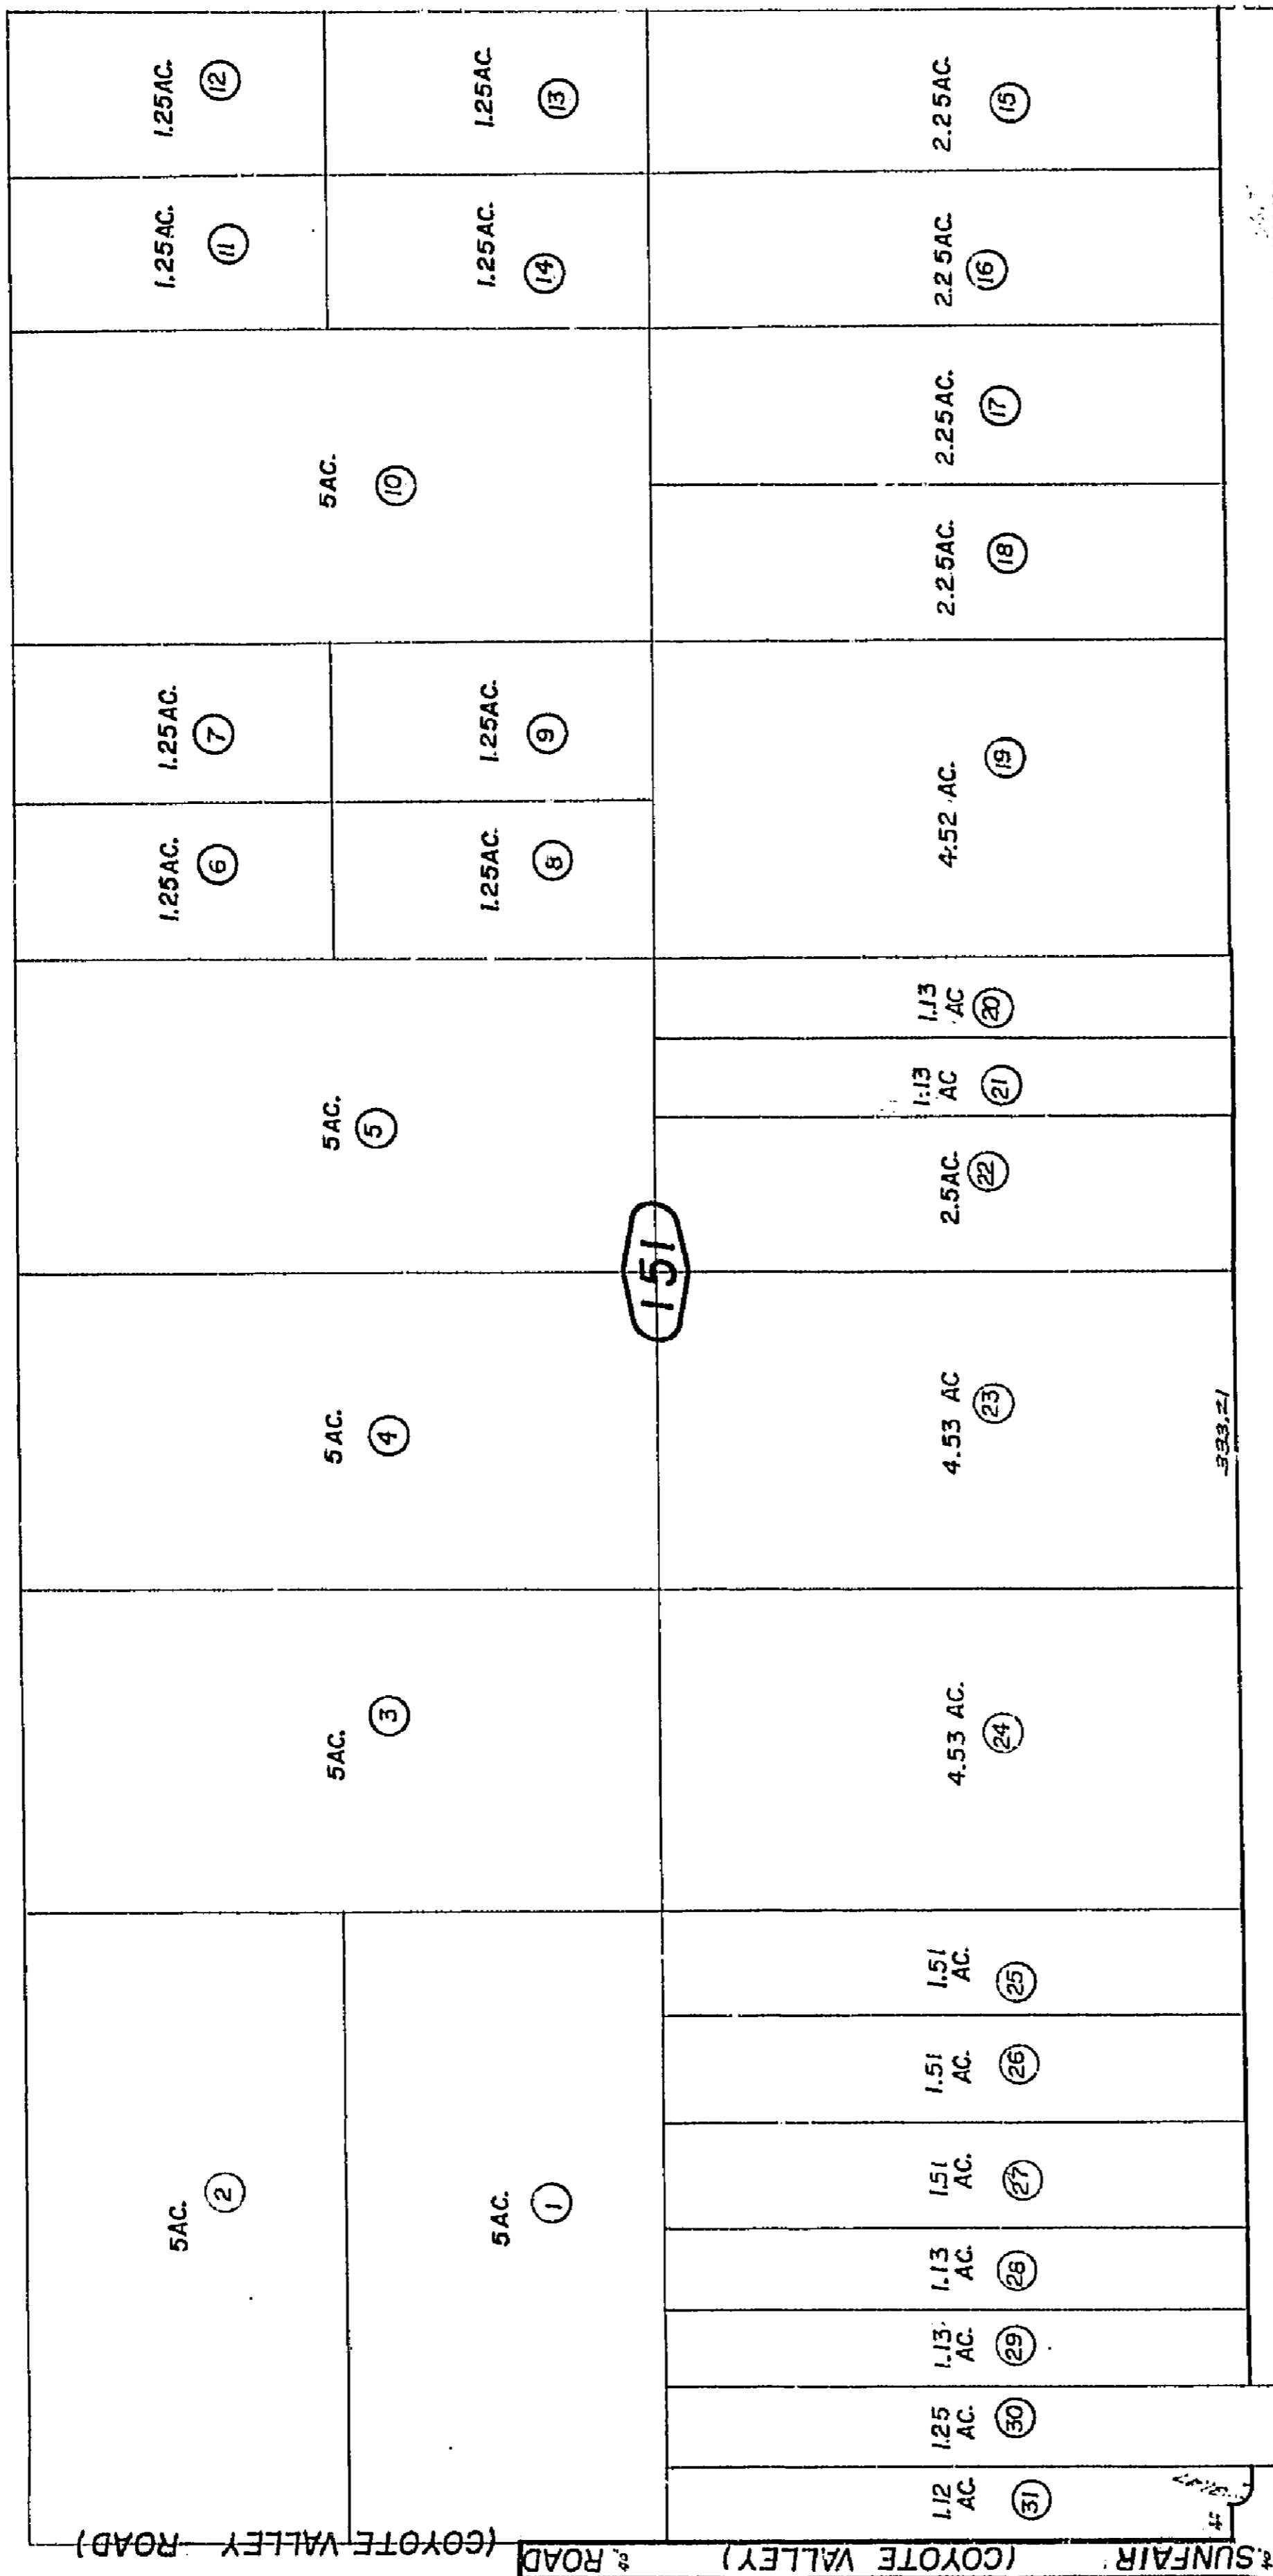 1.25AC.
12
1.25AC.
13
2.25AC.
15
1.25AC.
11
1.25AC.
14
2.25AC.
16
5AC.
10
2.25AC.
17
2.25AC.
18
1.25AC.
7
1.25AC.
9
4.52 AC.
19
1.25AC.
6
1.25AC.
8
1.13
AC
20
5AC.
5
1.13
AC
21
2.5AC.
22
151
5AC.
4
4.53 AC
23
333.21
5AC.
3
4.53 AC.
24
1.51
AC.
25
1.51
AC.
26
5AC.
2
5AC.
1
1.51
AC.
27
1.13
AC.
28
1.13
AC.
29
1.25
AC.
30
1.12
AC.
31
(COYOTE VALLEY ROAD)
SUNFAIR (COYOTE VALLEY) ROAD